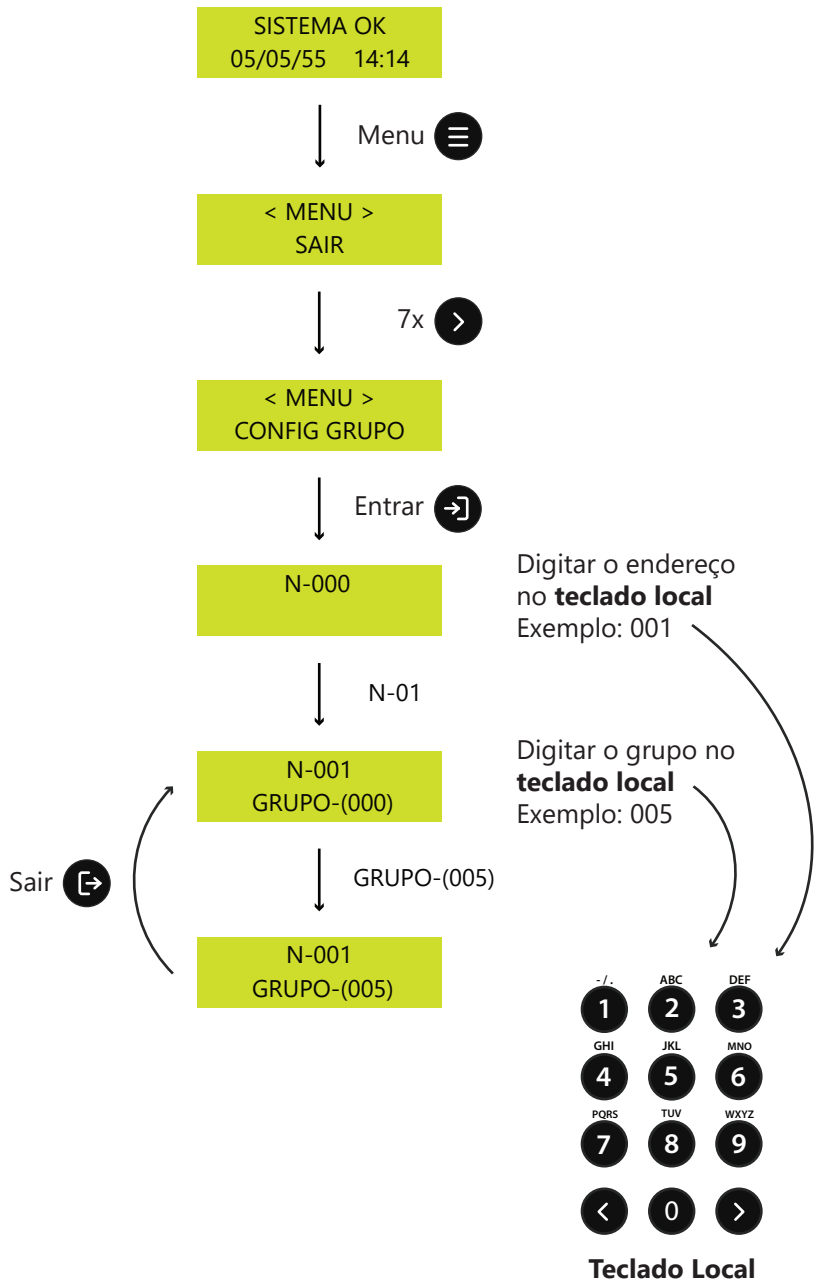 SISTEMA OK
05/05/55 14:14
Menu
< MENU >
SAIR
7x
< MENU >
CONFIG GRUPO
Entrar
N-000
Digitar o endereço
no teclado local
Exemplo: 001
N-01
N-001
GRUPO-(000)
Digitar o grupo no
teclado local
Exemplo: 005
Sair
GRUPO-(005)
N-001
GRUPO-(005)
-/. ABC DEF
1 2 3
GHI JKL MNO
4 5 6
PQRS TUV WXYZ
7 8 9
< 0 >
Teclado Local